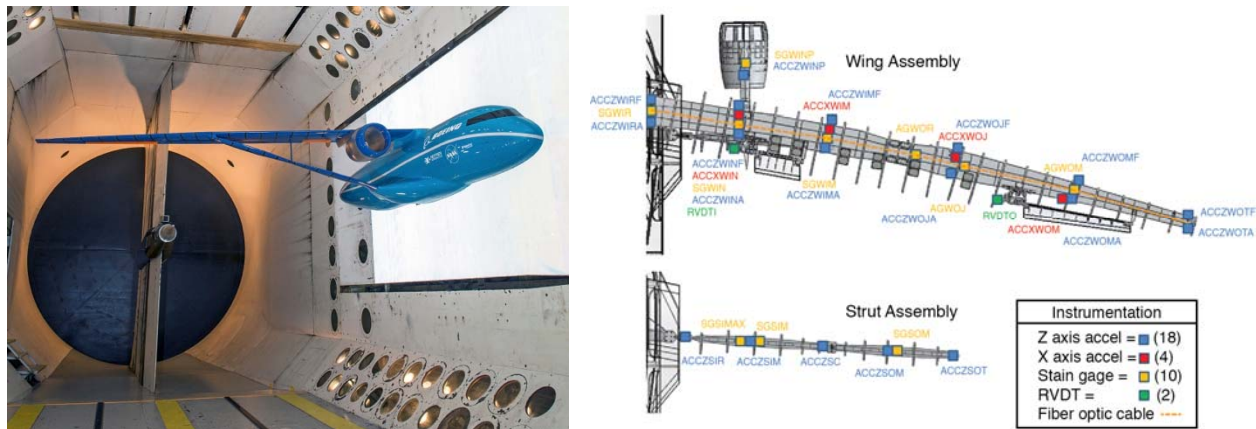 BOEING
NASA
Wing Assembly
SGWINP
ACCZWINP
ACCZWIRF
SGWIR
ACCZWIRA
ACCZWIMF
ACCXWIM
AGWOR
ACCZWOJF
ACCXWOJ
AGWOM
ACCZWOMF
ACCZWINF
ACCXWIN
SGWIN
ACCZWINA
RVDTI
SGWIM
ACCZWIMA
AGWOJ
ACCZWOJA
RVDTO
ACCXWOM
ACCZWOMA
ACCZWOTF
ACCZWOTA
Strut Assembly
SGSIMAX
SGSIM
SGSOM
ACCZSIR
ACCZSIM
ACCZSC
ACCZSOM
ACCZSOT
Instrumentation
Z axis accel = (18)
X axis accel = (4)
Stain gage = (10)
RVDT = (2)
Fiber optic cable